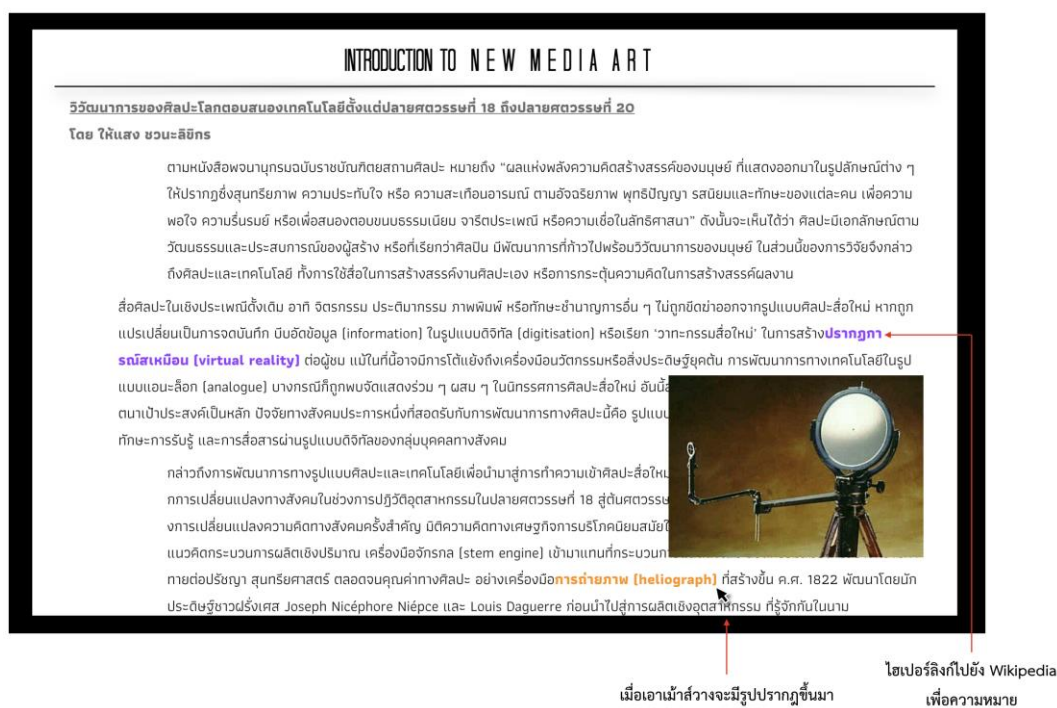 INTRODUCTION TO NEW MEDIA ART
วิวัฒนาการของศิลปะโลกตอบสนองเทคโนโลยีตั้งแต่ปลายศตวรรษที่ 18 ถึงปลายศตวรรษที่ 20
โดย ให้แสง ชวนะลิขิกร
ตามหนังสือพจนานุกรมฉบับราชบัณฑิตยสถานศิลปะ หมายถึง “ผลแห่งพลังความคิดสร้างสรรค์ของมนุษย์ ที่แสดงออกมาในรูปลักษณ์ต่าง ๆ
ให้ปรากฏซึ่งสุนทรียภาพ ความประทับใจ หรือ ความสะเทือนอารมณ์ ตามอัจฉริยภาพ พุทธิปัญญา รสนิยมและทักษะของแต่ละคน เพื่อความ
พอใจ ความรื่นรมย์ หรือเพื่อสนองตอบขนบธรรมเนียม จารีตประเพณี หรือความเชื่อในลัทธิศาสนา” ดังนั้นจะเห็นได้ว่า ศิลปะมีเอกลักษณ์ตาม
วัฒนธรรมและประสบการณ์ของผู้สร้าง หรือที่เรียกว่าศิลปิน มีพัฒนาการที่ก้าวไปพร้อมวิวัฒนาการของมนุษย์ ในส่วนนี้ของการวิจัยจึงกล่าว
ถึงศิลปะและเทคโนโลยี ทั้งการใช้สื่อในการสร้างสรรค์งานศิลปะเอง หรือการกระตุ้นความคิดในการสร้างสรรค์ผลงาน
สื่อศิลปะในเชิงประเพณีดั้งเดิม อาทิ จิตรกรรม ประติมากรรม ภาพพิมพ์ หรือทักษะชำนาญการอื่น ๆ ไม่ถูกขีดฆ่าออกจากรูปแบบศิลปะสื่อใหม่ หากถูก
แปรเปลี่ยนเป็นการจดบันทึก บีบอัดข้อมูล (information) ในรูปแบบดิจิทัล (digitisation) หรือเรียก ‘วาทะกรรมสื่อใหม่’ ในการสร้างปรากฏกา
รณ์สเหมือน (virtual reality) ต่อผู้ชม แม้ในที่นี้อาจมีการโต้แย้งถึงเครื่องมือนวัตกรรมหรือสิ่งประดิษฐ์ยุคต้น การพัฒนาการทางเทคโนโลยีในรูป
แบบแอนะล็อก (analogue) บางกรณีก็ถูกพบจัดแสดงร่วม ๆ ผสม ๆ ในนิทรรศการศิลปะสื่อใหม่ อันนี้
ตนาเป้าประสงค์เป็นหลัก ปัจจัยทางสังคมประการหนึ่งที่สอดรับกับการพัฒนาการทางศิลปะนี้คือ รูปแบบ
ทักษะการรับรู้ และการสื่อสารผ่านรูปแบบดิจิทัลของกลุ่มบุคคลทางสังคม
กล่าวถึงการพัฒนาการทางรูปแบบศิลปะและเทคโนโลยีเพื่อนำมาสู่การทำความเข้าศิลปะสื่อใหม่
กการเปลี่ยนแปลงทางสังคมในช่วงการปฏิวัติอุตสาหกรรมในปลายศตวรรษที่ 18 สู่ต้นศตวรรษ
งการเปลี่ยนแปลงความคิดทางสังคมครั้งสำคัญ มิติความคิดทางเศรษฐกิจการบริโภคนิยมสมัย
แนวคิดกระบวนการผลิตเชิงปริมาณ เครื่องมือจักรกล (stem engine) เข้ามาแทนที่กระบวน
ทายต่อปรัชญา สุนทรียศาสตร์ ตลอดจนคุณค่าทางศิลปะ อย่างเครื่องมือการถ่ายภาพ (heliograph) ที่สร้างขึ้น ค.ศ. 1822 พัฒนาโดยนัก
ประดิษฐ์ชาวฝรั่งเศส Joseph Nicéphore Niépce และ Louis Daguerre ก่อนนำไปสู่การผลิตเชิงอุตสาหกรรม ที่รู้จักกันในนาม
ไฮเปอร์ลิงก์ไปยัง Wikipedia
เพื่อความหมาย
เมื่อเอาเม้าส์วางจะมีรูปปรากฏขึ้นมา